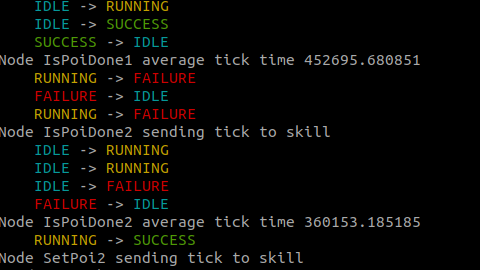 IDLE -> RUNNING
IDLE -> SUCCESS
SUCCESS -> IDLE
Node IsPoiDone1 average tick time 452695.680851
RUNNING -> FAILURE
FAILURE -> IDLE
RUNNING -> FAILURE
Node IsPoiDone2 sending tick to skill
IDLE -> RUNNING
IDLE -> RUNNING
IDLE -> FAILURE
FAILURE -> IDLE
Node IsPoiDone2 average tick time 360153.185185
RUNNING -> SUCCESS
Node SetPoi2 sending tick to skill